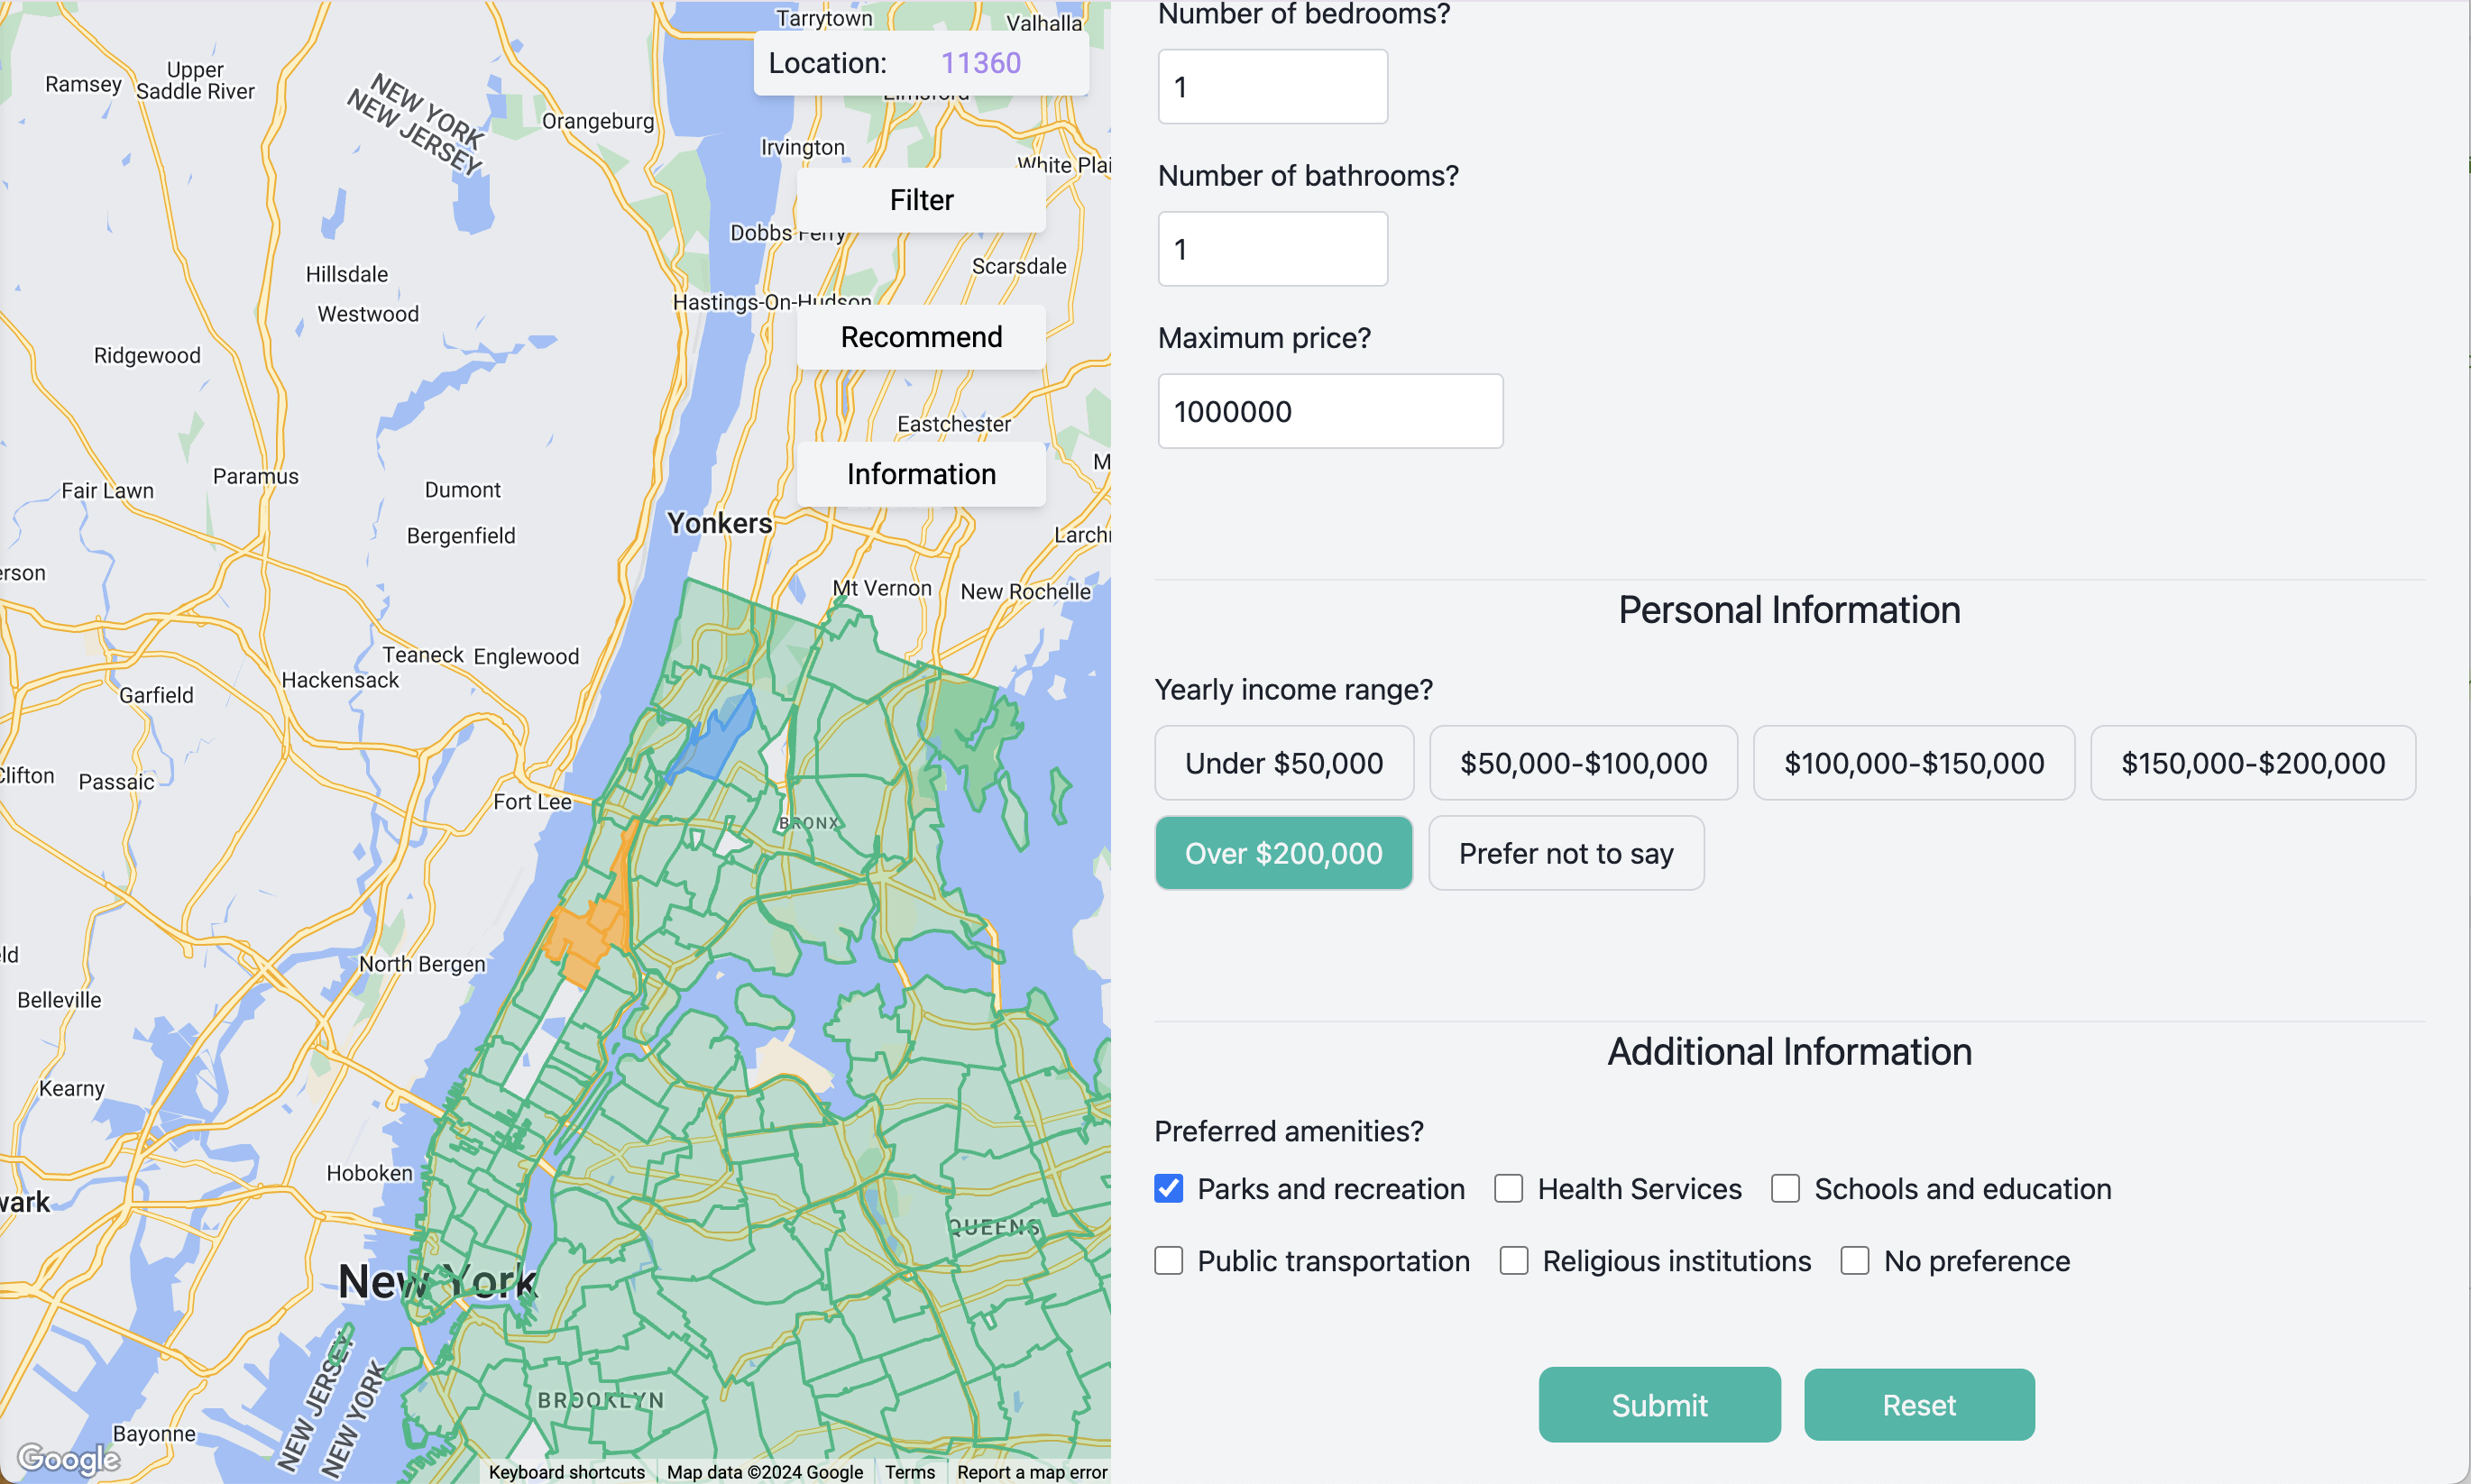 Tarrytown
Valhalla
Location: 11360
Ramsey
Upper
Saddle River
NEW YORK
NEW JERSEY
Orangeburg
Elmsford
Irvington
White Plai
Filter
Dobbs Ferry
Scarsdale
Hillsdale
Hastings-On-Hudson
Westwood
Recommend
Ridgewood
Eastchester
M
Information
Paramus
Fair Lawn
Dumont
Yonkers
Bergenfield
Larchm
erson
Mt Vernon
New Rochelle
Teaneck
Englewood
Hackensack
Garfield
Clifton
Passaic
Fort Lee
BRONX
ld
North Bergen
Belleville
Kearny
Hoboken
wark
QUEENS
New York
NEW JERSEY
NEW YORK
BROOKLYN
Bayonne
Google
Keyboard shortcuts
Map data ©2024 Google
Terms
Report a map error
Number of bedrooms?
1
Number of bathrooms?
1
Maximum price?
1000000
Personal Information
Yearly income range?
Under $50,000
$50,000-$100,000
$100,000-$150,000
$150,000-$200,000
Over $200,000
Prefer not to say
Additional Information
Preferred amenities?
Parks and recreation
Health Services
Schools and education
Public transportation
Religious institutions
No preference
Submit
Reset